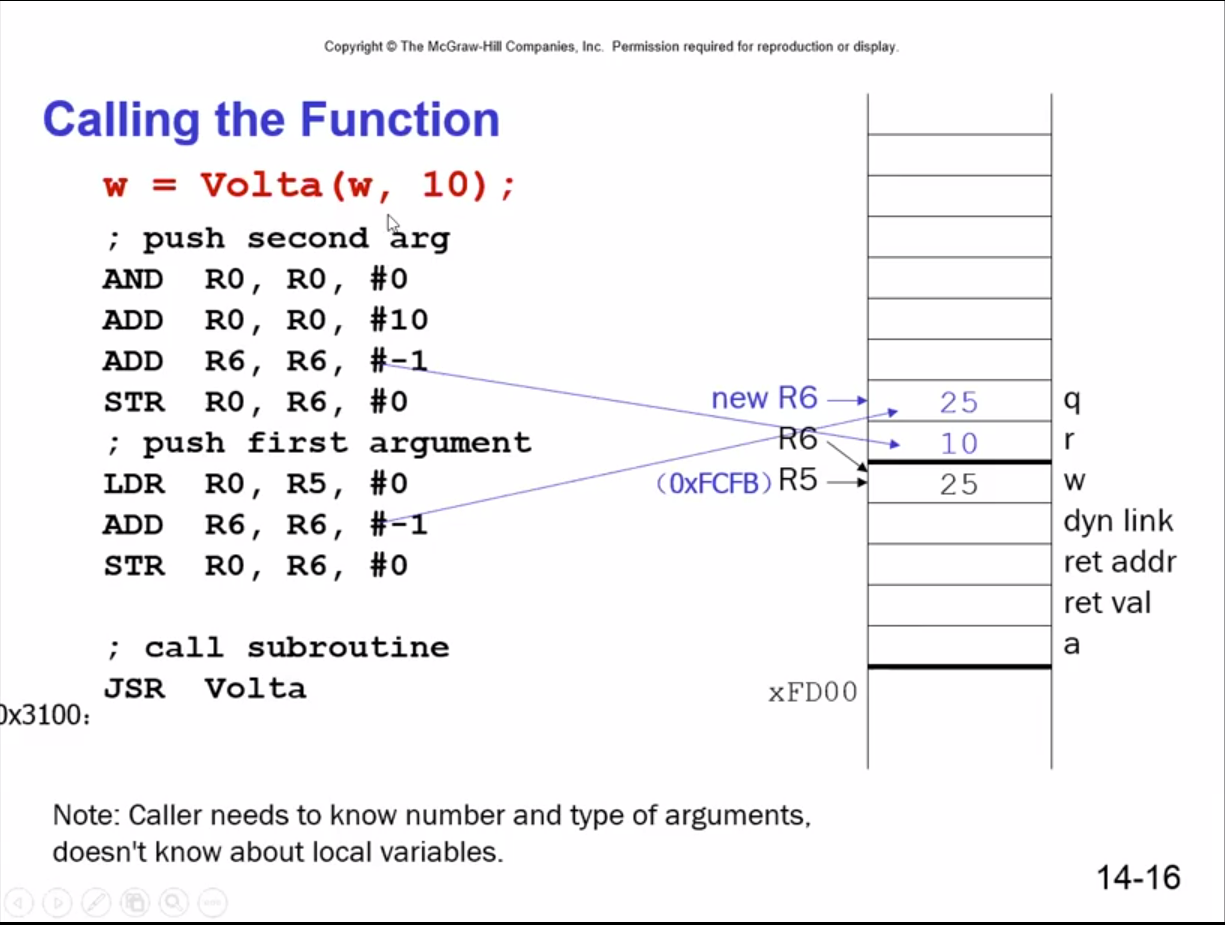 Copyright © The McGraw-Hill Companies, Inc. Permission required for reproduction or display.
Calling the Function
w = Volta(w, 10);
; push second arg
AND R0, R0, #0
ADD R0, R0, #10
ADD R6, R6, #-1
STR R0, R6, #0
; push first argument
LDR R0, R5, #0
ADD R6, R6, #-1
STR R0, R6, #0
; call subroutine
JSR Volta
0x3100:
new R6
25
q
R6
10
r
(0xFCFB) R5
25
w
dyn link
ret addr
ret val
a
xFD00
Note: Caller needs to know number and type of arguments,
doesn't know about local variables.
14-16